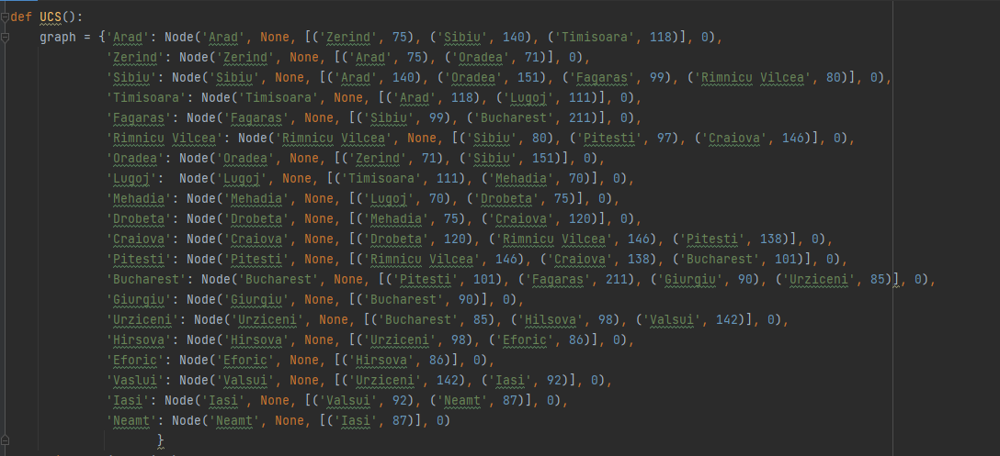 def UCS():
    graph = {'Arad': Node('Arad', None, [('Zerind', 75), ('Sibiu', 140), ('Timisoara', 118)], 0),
             'Zerind': Node('Zerind', None, [('Arad', 75), ('Oradea', 71)], 0),
             'Sibiu': Node('Sibiu', None, [('Arad', 140), ('Oradea', 151), ('Fagaras', 99), ('Rimnicu Vilcea', 80)], 0),
             'Timisoara': Node('Timisoara', None, [('Arad', 118), ('Lugoj', 111)], 0),
             'Fagaras': Node('Fagaras', None, [('Sibiu', 99), ('Bucharest', 211)], 0),
             'Rimnicu Vilcea': Node('Rimnicu Vilcea', None, [('Sibiu', 80), ('Pitesti', 97), ('Craiova', 146)], 0),
             'Oradea': Node('Oradea', None, [('Zerind', 71), ('Sibiu', 151)], 0),
             'Lugoj':  Node('Lugoj', None, [('Timisoara', 111), ('Mehadia', 70)], 0),
             'Mehadia': Node('Mehadia', None, [('Lugoj', 70), ('Drobeta', 75)], 0),
             'Drobeta': Node('Drobeta', None, [('Mehadia', 75), ('Craiova', 120)], 0),
             'Craiova': Node('Craiova', None, [('Drobeta', 120), ('Rimnicu Vilcea', 146), ('Pitesti', 138)], 0),
             'Pitesti': Node('Pitesti', None, [('Rimnicu Vilcea', 146), ('Craiova', 138), ('Bucharest', 101)], 0),
             'Bucharest': Node('Bucharest', None, [('Pitesti', 101), ('Fagaras', 211), ('Giurgiu', 90), ('Urziceni', 85)], 0),
             'Giurgiu': Node('Giurgiu', None, [('Bucharest', 90)], 0),
             'Urziceni': Node('Urziceni', None, [('Bucharest', 85), ('Hilsova', 98), ('Valsui', 142)], 0),
             'Hirsova': Node('Hirsova', None, [('Urziceni', 98), ('Eforic', 86)], 0),
             'Eforic': Node('Eforic', None, [('Hirsova', 86)], 0),
             'Vaslui': Node('Valsui', None, [('Urziceni', 142), ('Iasi', 92)], 0),
             'Iasi': Node('Iasi', None, [('Valsui', 92), ('Neamt', 87)], 0),
             'Neamt': Node('Neamt', None, [('Iasi', 87)], 0)
                    }